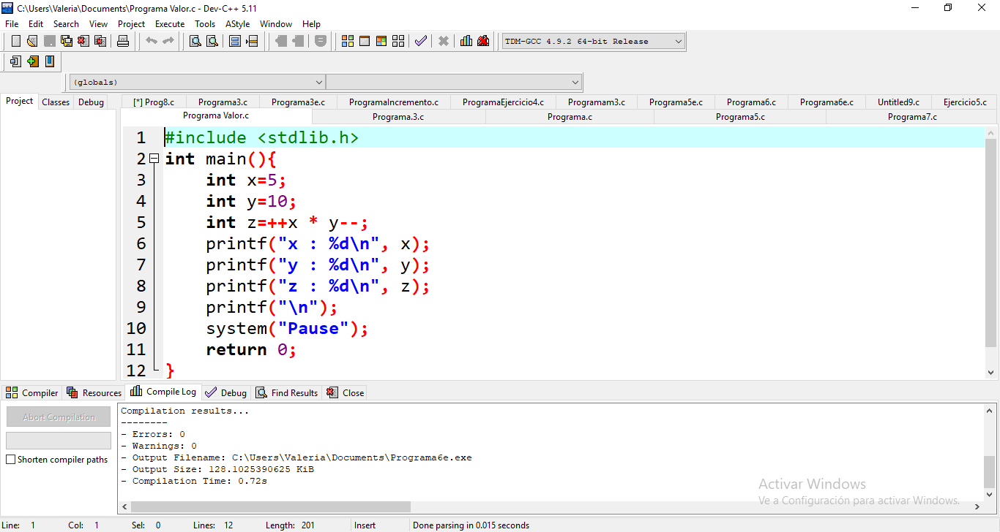 C:\Users\Valeria\Documents\Programa Valor.c - Dev-C++ 5.11
File Edit Search View Project Execute Tools AStyle Window Help
TDM-GCC 4.9.2 64-bit Release
(globals)
Project Classes Debug
[*] Prog8.c Programa3.c Programa3e.c ProgramaIncremento.c ProgramaEjercicio4.c Programam3.c Programa5e.c Programa6.c Programa6e.c Untitled9.c Ejercicio5.c
Programa Valor.c Programa.3.c Programa.c Programa5.c Programa7.c
1 #include <stdlib.h>
2 int main(){
3 int x=5;
4 int y=10;
5 int z=++x * y--;
6 printf("x : %d\n", x);
7 printf("y : %d\n", y);
8 printf("z : %d\n", z);
9 printf("\n");
10 system("Pause");
11 return 0;
12 }
Compiler Resources Compile Log Debug Find Results Close
Abort Compilation
Shorten compiler paths
Compilation results...
--------
- Errors: 0
- Warnings: 0
- Output Filename: C:\Users\Valeria\Documents\Programa6e.exe
- Output Size: 128.1025390625 KiB
- Compilation Time: 0.72s
Activar Windows
Ve a Configuración para activar Windows.
Line: 1 Col: 1 Sel: 0 Lines: 12 Length: 201 Insert Done parsing in 0.015 seconds